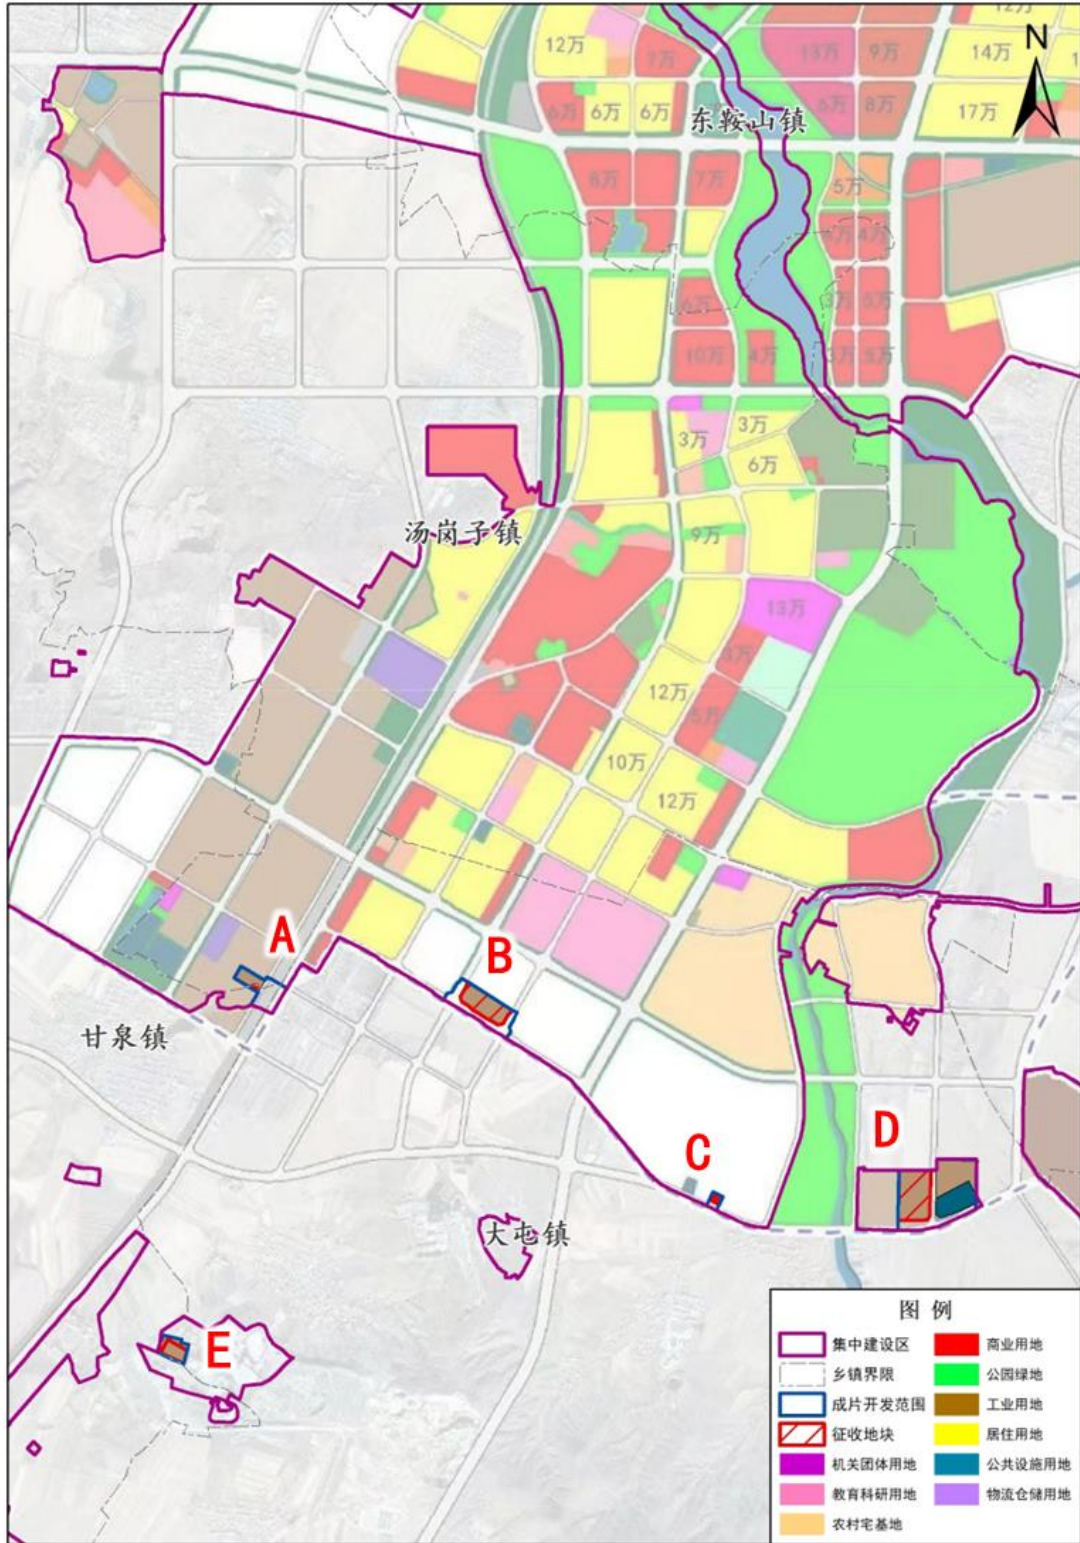 12万
12万
7万
13万
9万
14万
N
6万
6万
6万
6万
8万
17万
东鞍山镇
8万
7万
5万
4万
6万
3万
5万
10万
4万
3万
5万
3万
3万
6万
汤岗子镇
9万
13万
12万
5万
10万
12万
A
B
甘泉镇
C
D
大屯镇
E
图 例
集中建设区
商业用地
乡镇界限
公园绿地
成片开发范围
工业用地
征收地块
居住用地
机关团体用地
公共设施用地
教育科研用地
物流仓储用地
农村宅基地